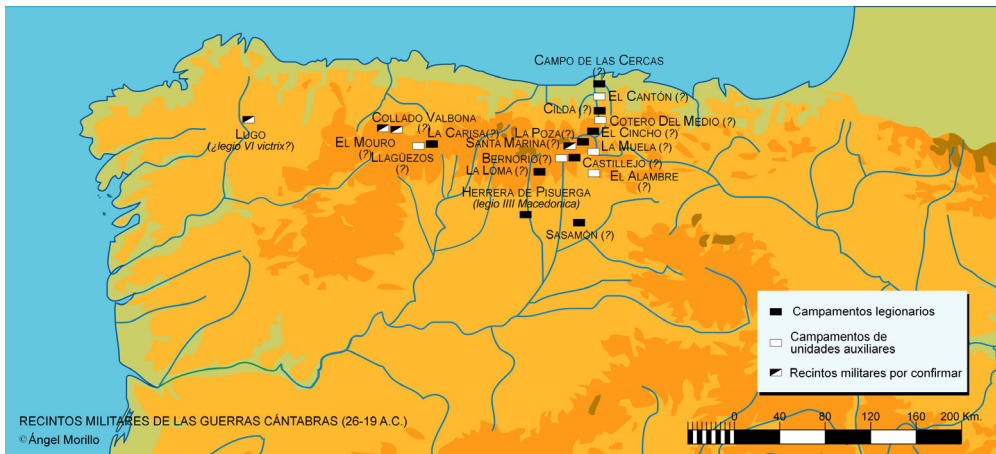 CAMPO DE LAS CERCAS
(?)
EL CANTÓN (?)
CILDA (?)
COTERO DEL MEDIO (?)
COLLADO VALBONA
(?)
LUGO
(¿legio VI victrix?)
EL MOURO
(?)
LA CARISA(?)
LLAGÜEZOS
(?)
LA POZA(?)
EL CINCHO (?)
SANTA MARINA(?)
LA MUELA(?)
BERNORIO(?)
CASTILLEJO(?)
LA LOMA (?)
EL ALAMBRE
(?)
HERRERA DE PISUERGA
(legio IIII Macedonica)
SASAMÓN (?)
Campamentos legionarios
Campamentos de
unidades auxiliares
Recintos militares por confirmar
RECINTOS MILITARES DE LAS GUERRAS CÁNTABRAS (26-19 A.C.)
© Ángel Morillo
0 40 80 120 160 200 Km.